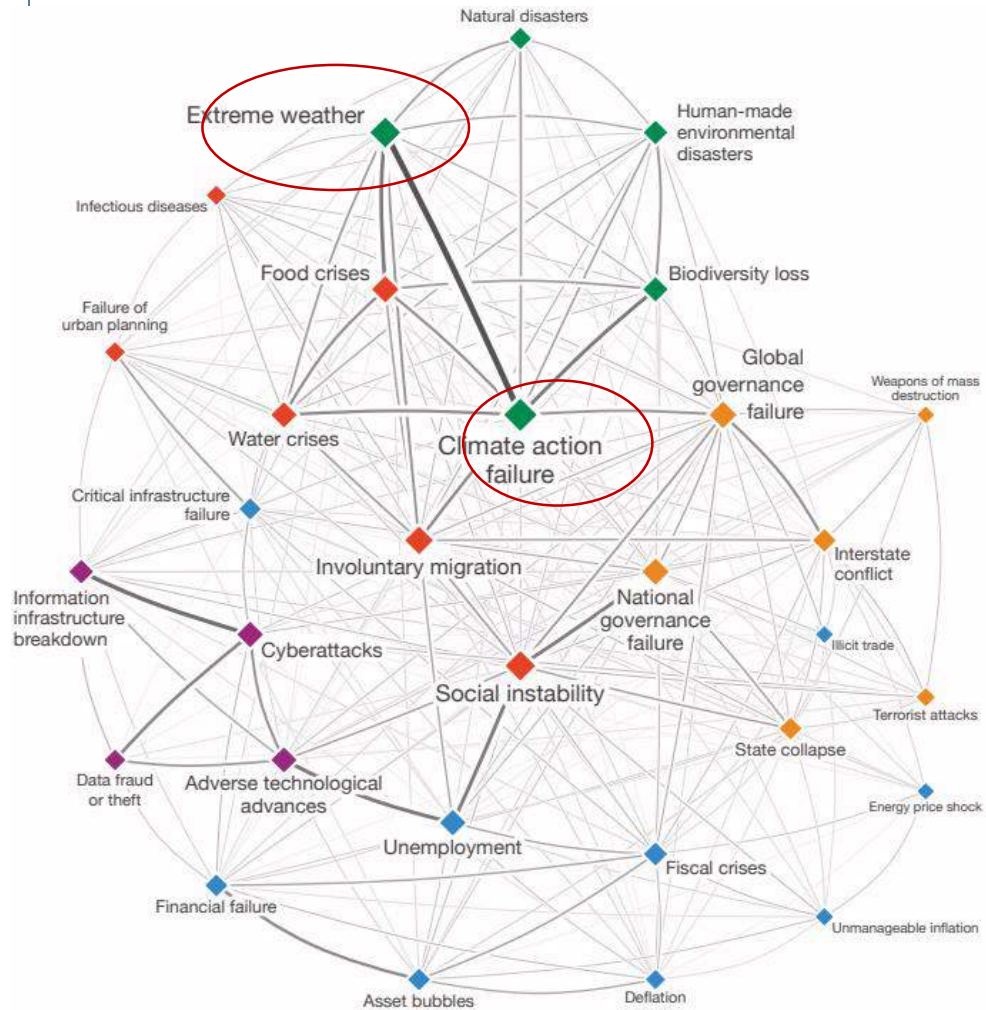 Natural disasters
Extreme weather
Human-made
environmental
disasters
Infectious diseases
Food crises
Biodiversity loss
Failure of
urban planning
Global
governance
failure
Weapons of mass
destruction
Water crises
Climate action
failure
Critical infrastructure
failure
Involuntary migration
Interstate
conflict
Information
infrastructure
breakdown
National
governance
failure
Cyberattacks
Illicit trade
Social instability
Terrorist attacks
State collapse
Data fraud
or theft
Adverse technological
advances
Energy price shock
Unemployment
Fiscal crises
Financial failure
Unmanageable inflation
Asset bubbles
Deflation